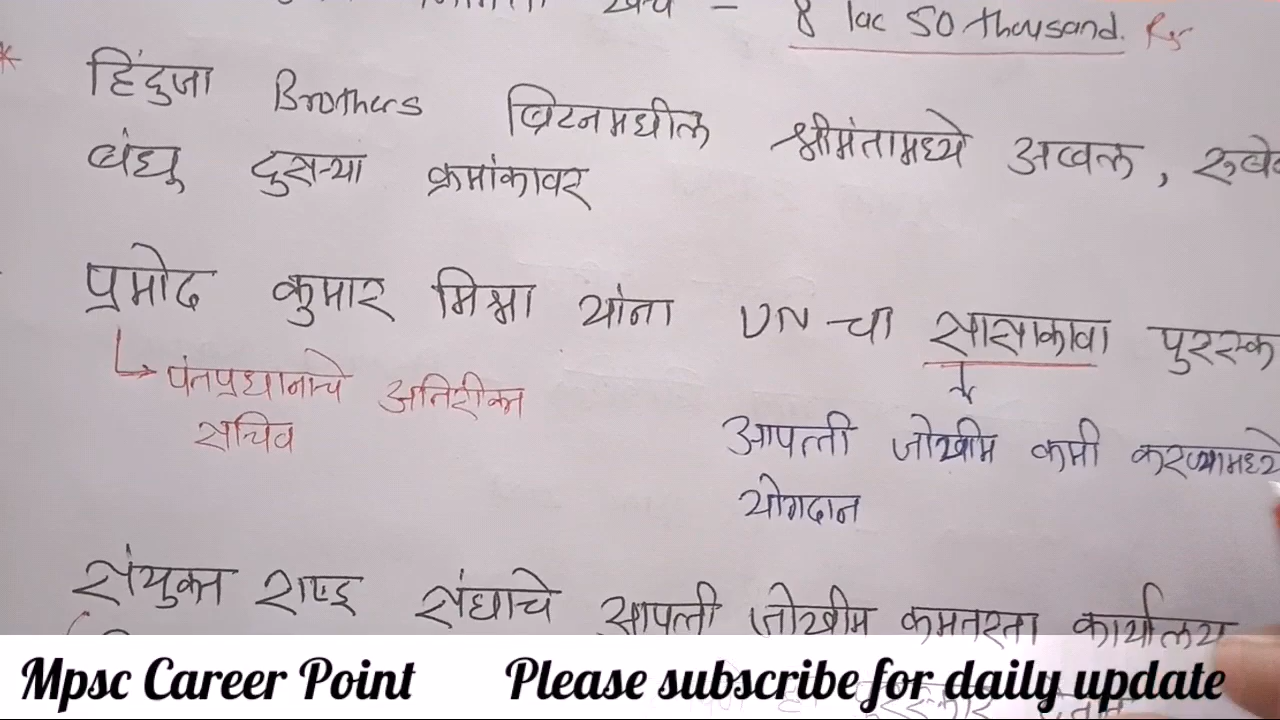 खर्च - 8 lac 50 thousand. Rs
* हिंदुजा Brothers ब्रिटनमधील श्रीमंतामध्ये अव्वल , रुबे
बंधू दुसऱ्या क्रमांकावर
प्रमोद कुमार मिश्रा यांना UN चा सासाकावा पुरस्क
पंतप्रधानाचे अतिरीक्त
सचिव
आपत्ती जोखीम कमी करण्यामध्ये
योगदान
संयुक्त राष्ट्र संघाचे आपत्ती जोखीम कमतरता कार्यालय
Mpsc Career Point Please subscribe for daily update